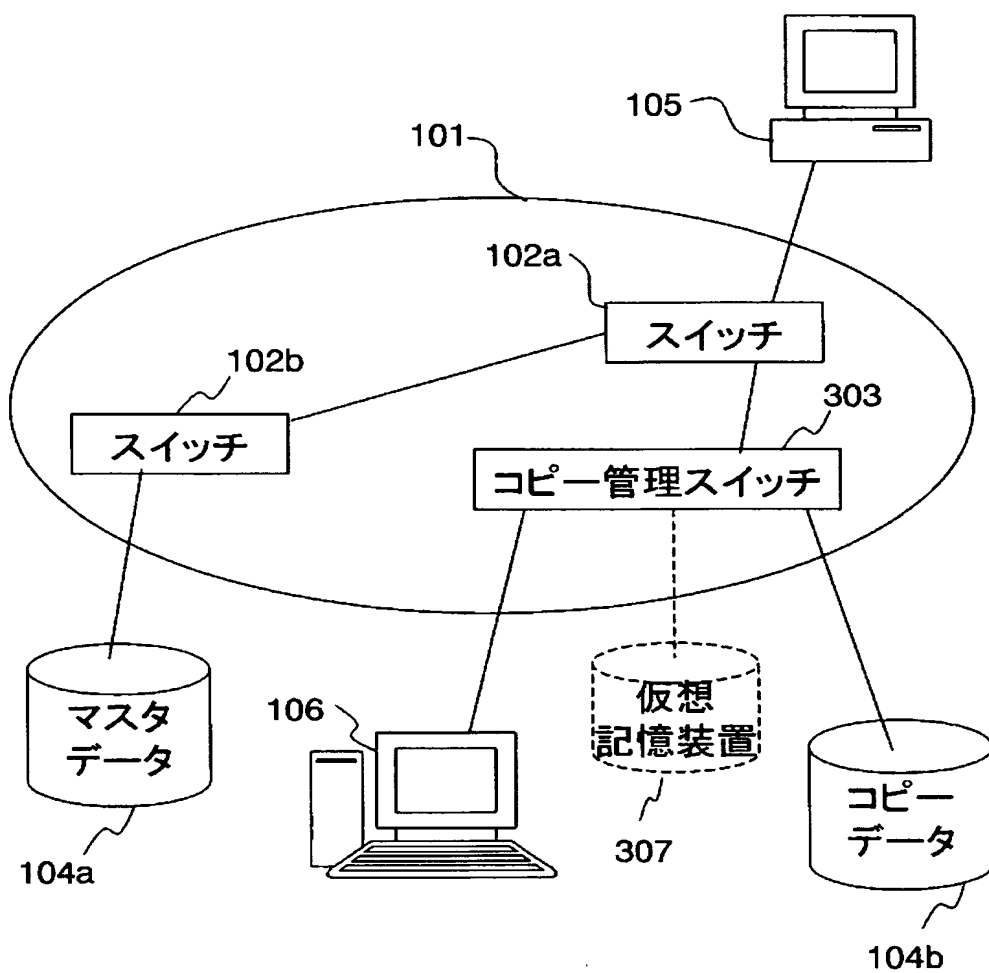 105
101
102a
スイッチ
102b
スイッチ
303
コピー管理スイッチ
マスタ
データ
104a
106
仮想
記憶装置
307
コピー
データ
104b